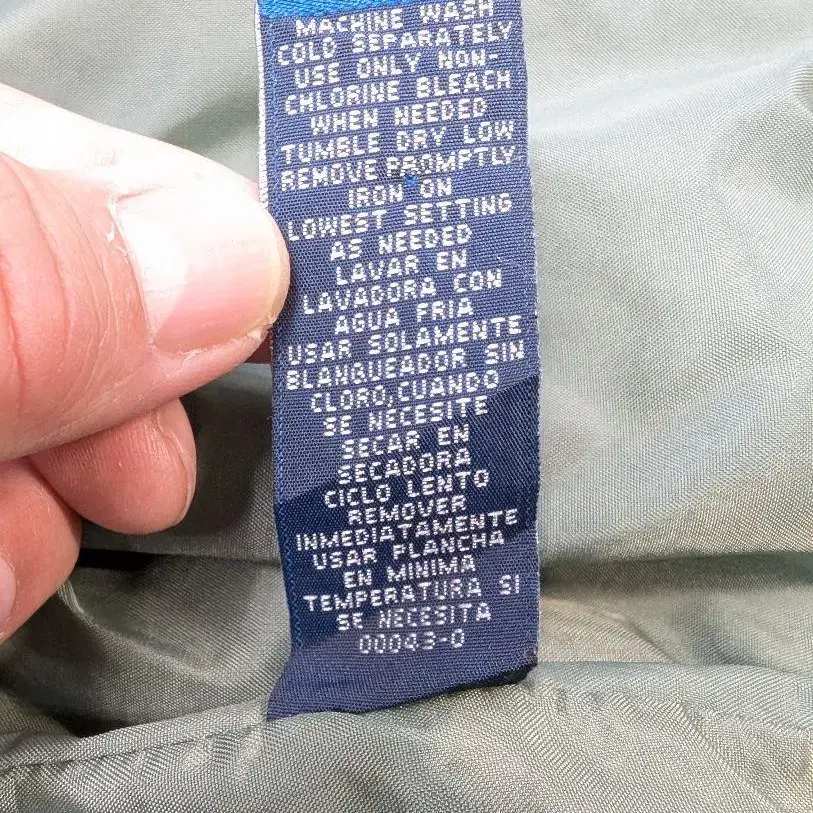 MACHINE WASH
COLD SEPARATELY
USE ONLY NON-
CHLORINE BLEACH
WHEN NEEDED
TUMBLE DRY LOW
REMOVE PROMPTLY
IRON ON
LOWEST SETTING
AS NEEDED
LAVAR EN
LAVADORA CON
AGUA FRIA
USAR SOLAMENTE
BLANQUEADOR SIN
CLORO,CUANDO
SE NECESITE
SECAR EN
SECADORA
CICLO LENTO
REMOVER
INMEDIATAMENTE
USAR PLANCHA
EN MINIMA
TEMPERATURA SI
SE NECESITA
00043-0